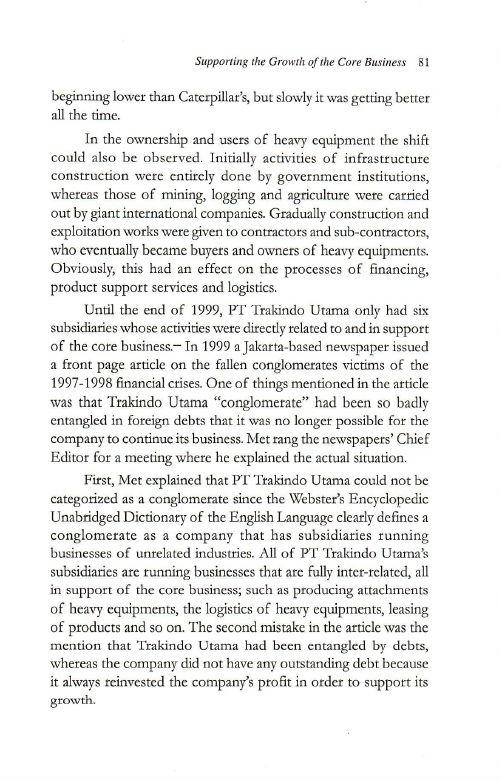 Supporting the Growth of the Core Business 81
beginning lower than Caterpillar's, but slowly it was getting better
all the time.
In the ownership and users of heavy equipment the shift
could also be observed. Initially activities of infrastructure
construction were entirely done by government institutions,
whereas those of mining, logging and agriculture were carried
out by giant international companies. Gradually construction and
exploitation works were given to contractors and sub-contractors,
who eventually became buyers and owners of heavy equipments.
Obviously, this had an effect on the processes of financing,
product support services and logistics.
Until the end of 1999, PT Trakindo Utama only had six
subsidiaries whose activities were directly related to and in support
of the core business.— In 1999 a Jakarta-based newspaper issued
a front page article on the fallen conglomerates victims of the
1997-1998 financial crises. One of things mentioned in the article
was that Trakindo Utama “conglomerate” had been so badly
entangled in foreign debts that it was no longer possible for the
company to continue its business. Met rang the newspapers' Chief
Editor for a meeting where he explained the actual situation.
First, Met explained that PT Trakindo Utama could not be
categorized as a conglomerate since the Webster's Encyclopedic
Unabridged Dictionary of the English Language clearly defines a
conglomerate as a company that has subsidiaries running
businesses of unrelated industries. All of PT Trakindo Utama's
subsidiaries are running businesses that are fully inter-related, all
in support of the core business; such as producing attachments
of heavy equipments, the logistics of heavy equipments, leasing
of products and so on. The second mistake in the article was the
mention that Trakindo Utama had been entangled by debts,
whereas the company did not have any outstanding debt because
it always reinvested the company's profit in order to support its
growth.